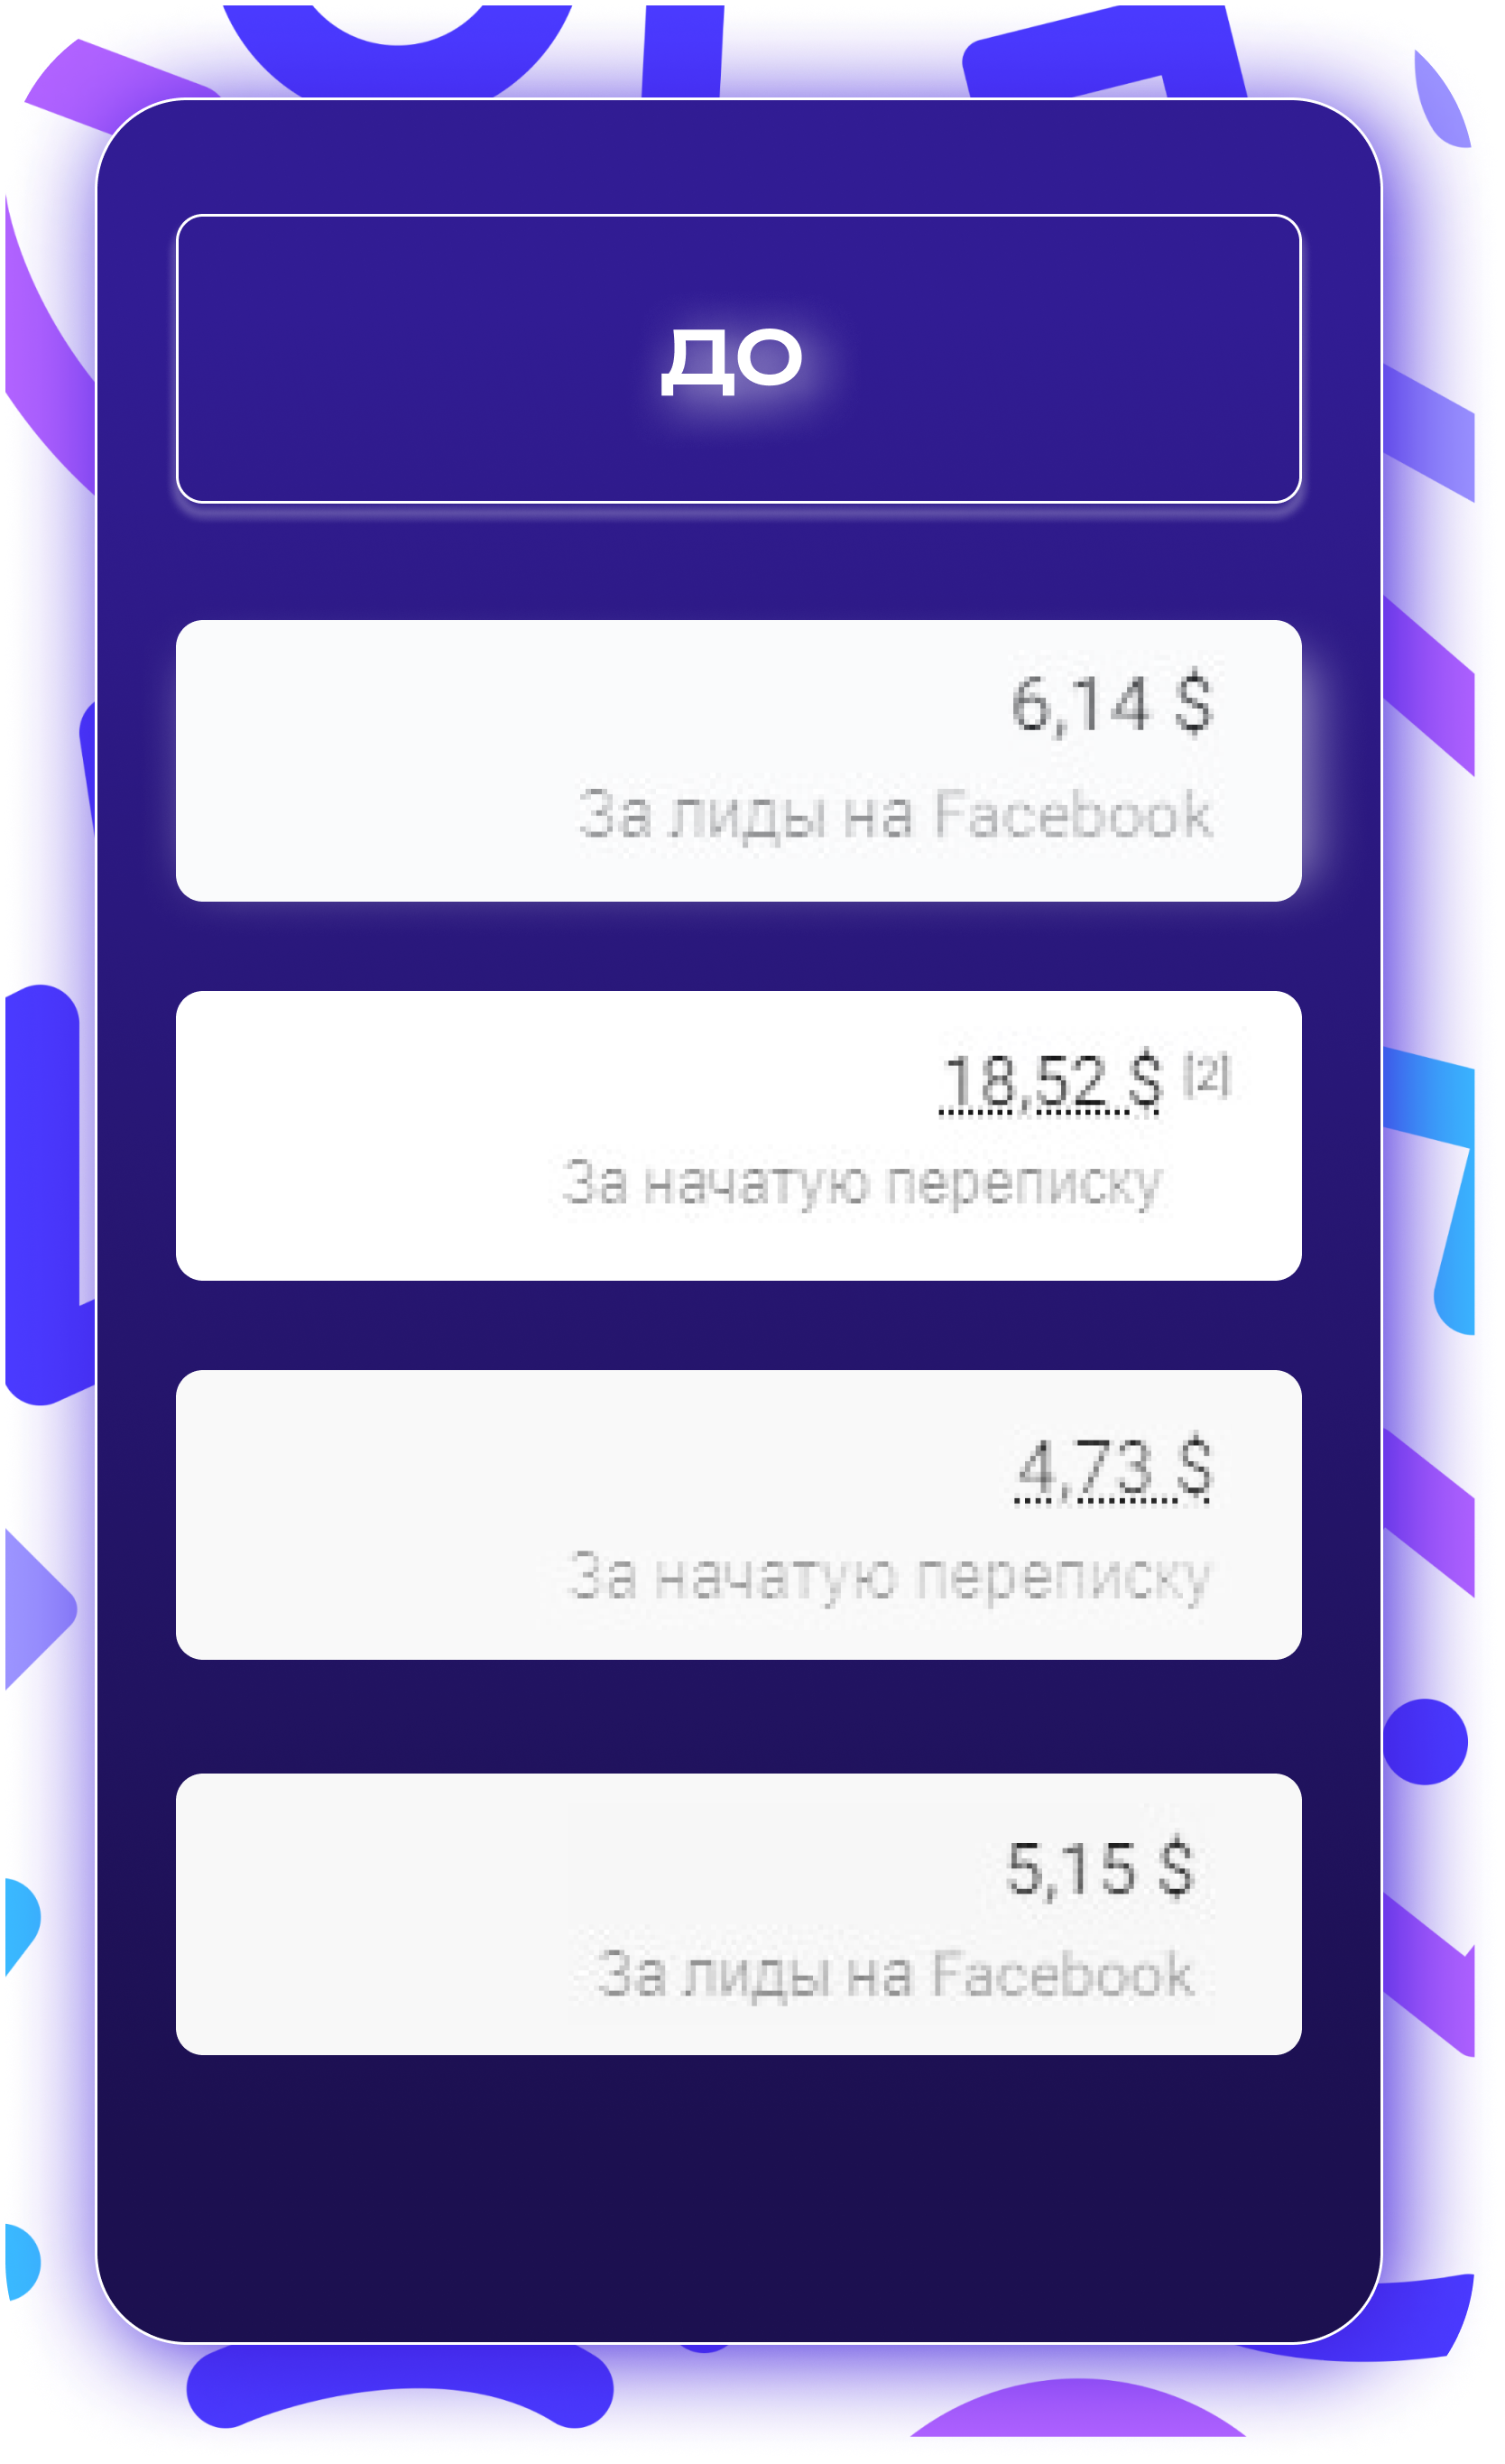 ДО
6,14 $
За лиды на Facebook
18,52 $ [2]
За начатую переписку
4,73 $
За начатую переписку
5,15 $
За лиды на Facebook